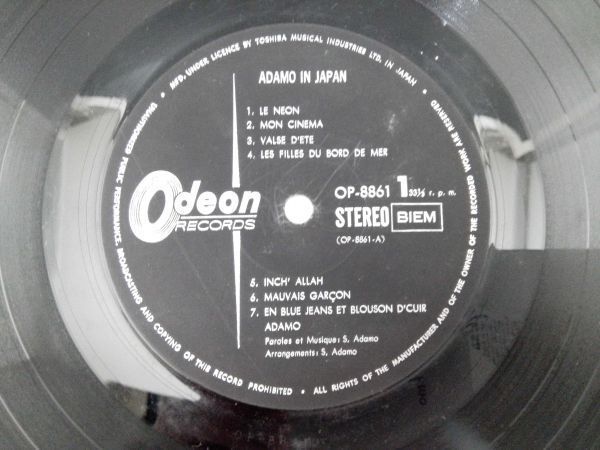 • MFD. UNDER LICENCE BY TOSHIBA MUSICAL INDUSTRIES LTD. IN JAPAN •
ADAMO IN JAPAN
1. LE NEON
2. MON CINEMA
3. VALSE D'ETE
4. LES FILLES DU BORD DE MER
Odeon
RECORDS
OP-8861 1 33⅓ r. p. m.
STEREO BIEM
(OP-8861-A)
5. INCH' ALLAH
6. MAUVAIS GARÇON
7. EN BLUE JEANS ET BLOUSON D'CUIR
ADAMO
Paroles et Musique: S. Adamo
Arrangements: S. Adamo
ALL RIGHTS OF THE MANUFACTURER AND OF THE OWNER OF THE RECORDED WORK ARE RESERVED
UNAUTHORISED PUBLIC PERFORMANCE, BROADCASTING AND COPYING OF THIS RECORD PROHIBITED •